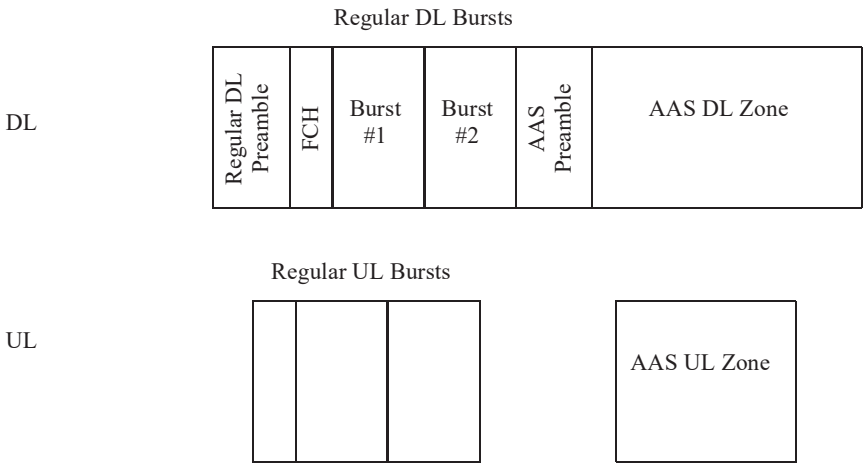 Regular DL Bursts
DL
Regular DL
Preamble
FCH
Burst
#1
Burst
#2
AAS
Preamble
AAS DL Zone
Regular UL Bursts
UL
AAS UL Zone